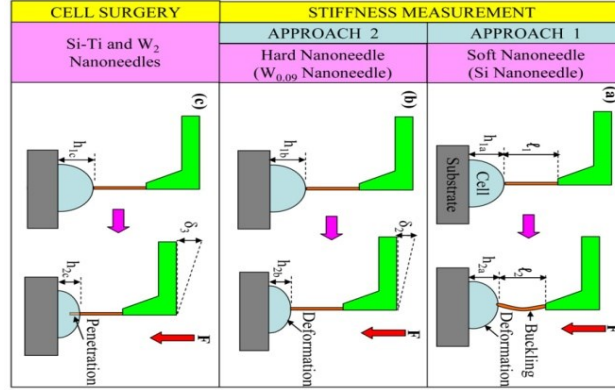 CELL SURGERY
STIFFNESS MEASUREMENT
Si-Ti and W₂
Nanoneedles
APPROACH 2
Hard Nanoneedle
(W₀.₀₉ Nanoneedle)
APPROACH 1
Soft Nanoneedle
(Si Nanoneedle)
(c)
h₁c
δ₃
h₂c
Penetration
F
(b)
h₁b
δ₂
h₂b
Deformation
F
(a)
h₁a
ℓ₁
Cell
Substrate
h₂a
ℓ₂
Buckling
Deformation
F